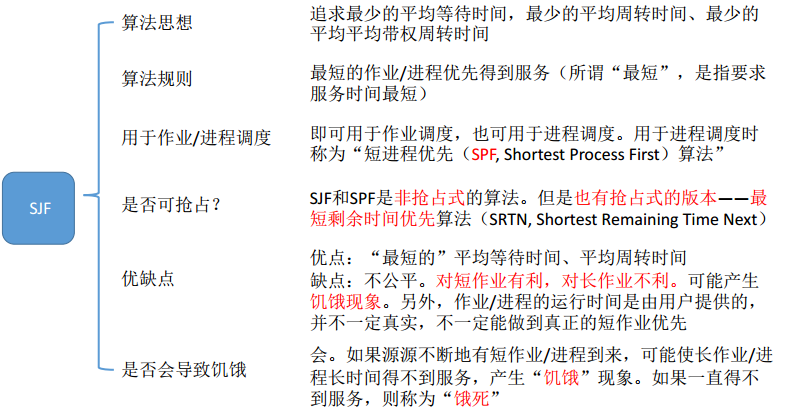 SJF
算法思想
追求最少的平均等待时间，最少的平均周转时间、最少的
平均平均带权周转时间
算法规则
最短的作业/进程优先得到服务（所谓“最短”，是指要求
服务时间最短）
用于作业/进程调度
即可用于作业调度，也可用于进程调度。用于进程调度时
称为“短进程优先（SPF, Shortest Process First）算法”
是否可抢占？
SJF和SPF是非抢占式的算法。但是也有抢占式的版本——最
短剩余时间优先算法（SRTN, Shortest Remaining Time Next）
优缺点
优点：“最短的”平均等待时间、平均周转时间
缺点：不公平。对短作业有利，对长作业不利。可能产生
饥饿现象。另外，作业/进程的运行时间是由用户提供的，
并不一定真实，不一定能做到真正的短作业优先
是否会导致饥饿
会。如果源源不断地有短作业/进程到来，可能使长作业/进
程长时间得不到服务，产生“饥饿”现象。如果一直得不
到服务，则称为“饿死”